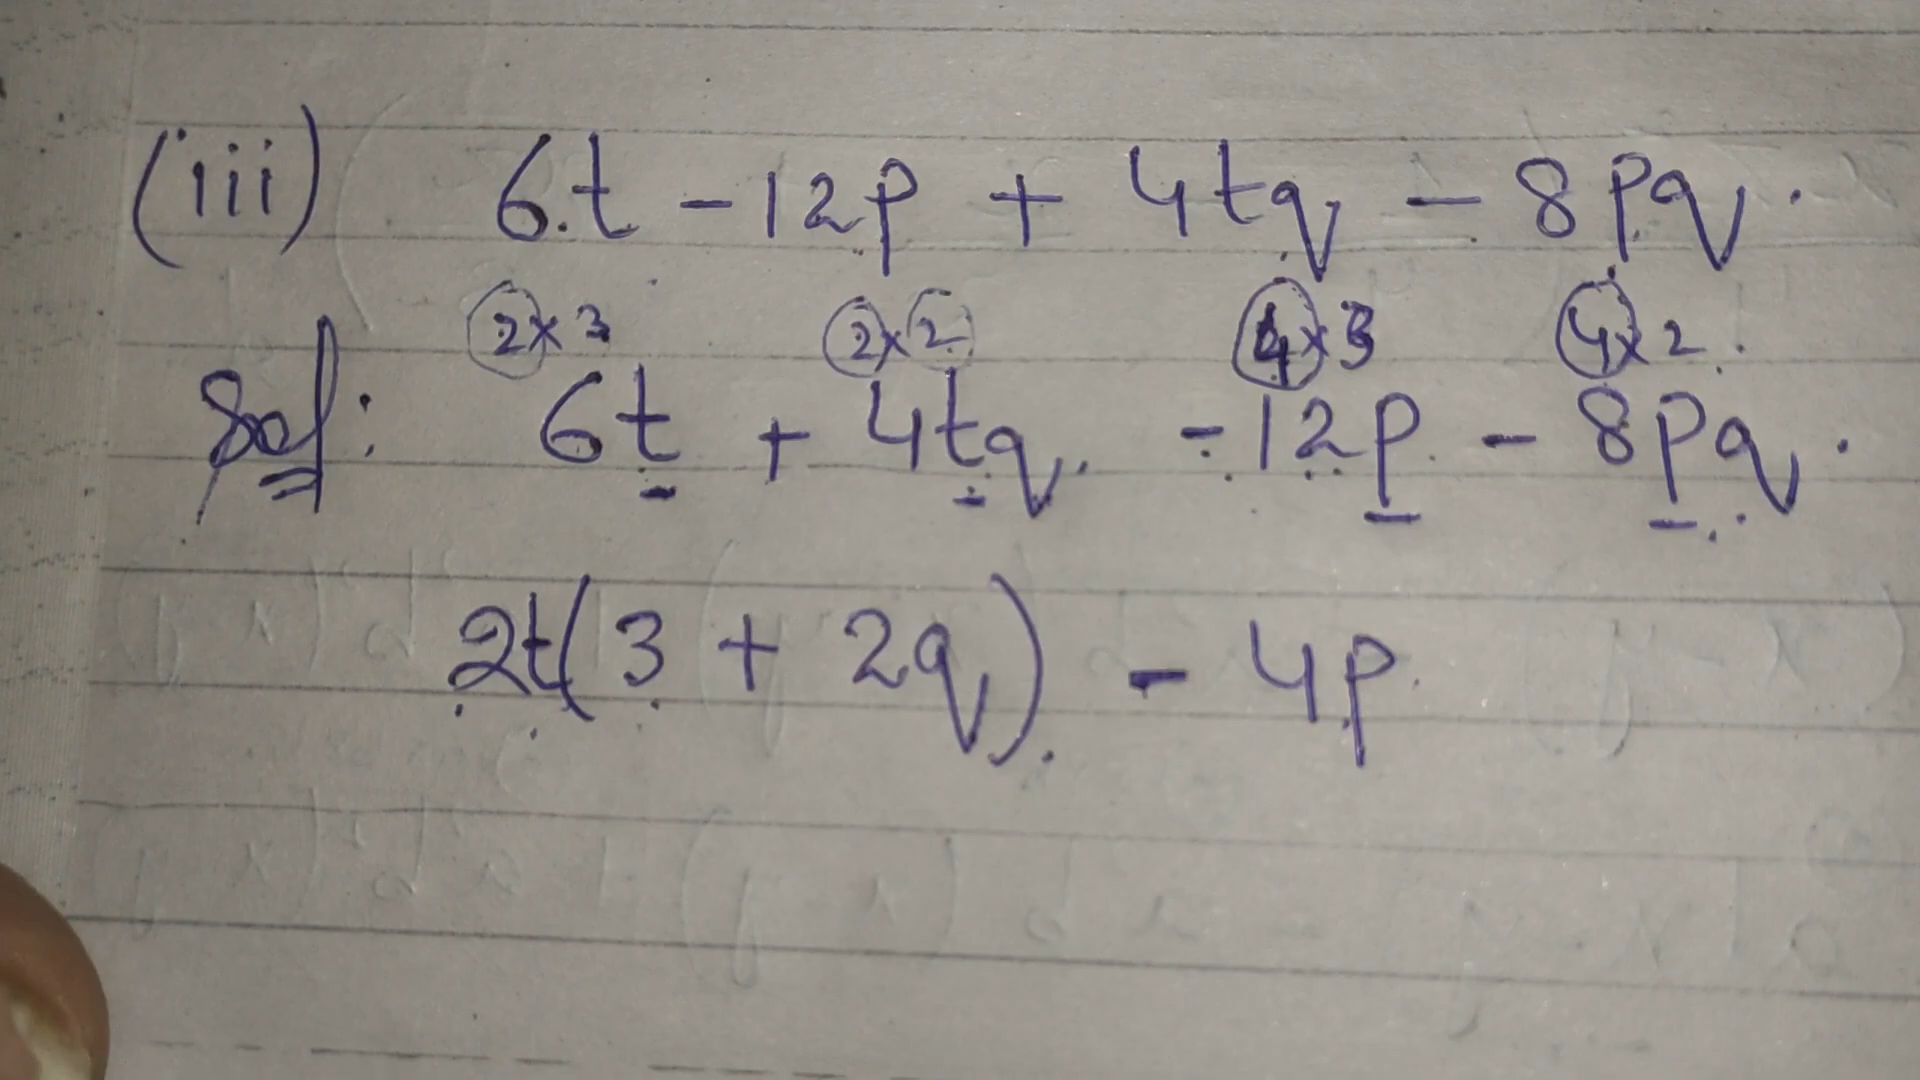 (iii) 6t - 12p + 4tq - 8pq.
2×3 2×2 4×3 4×2.
Sol: 6t + 4tq - 12p - 8pq.
2t(3 + 2q) - 4p